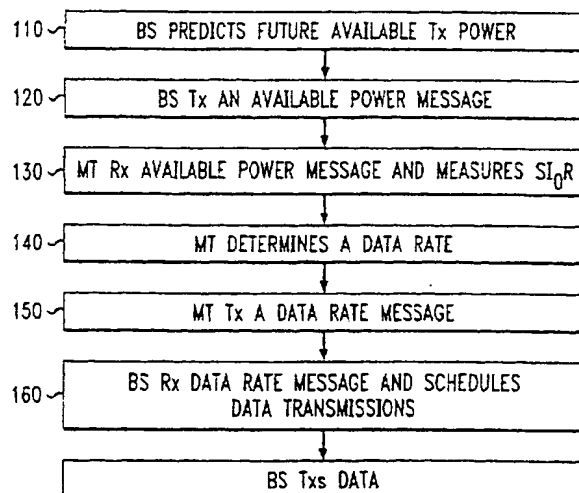 110 BS PREDICTS FUTURE AVAILABLE Tx POWER
120 BS Tx AN AVAILABLE POWER MESSAGE
130 MT Rx AVAILABLE POWER MESSAGE AND MEASURES SI₀R
140 MT DETERMINES A DATA RATE
150 MT Tx A DATA RATE MESSAGE
160 BS Rx DATA RATE MESSAGE AND SCHEDULES
DATA TRANSMISSIONS
BS Txs DATA